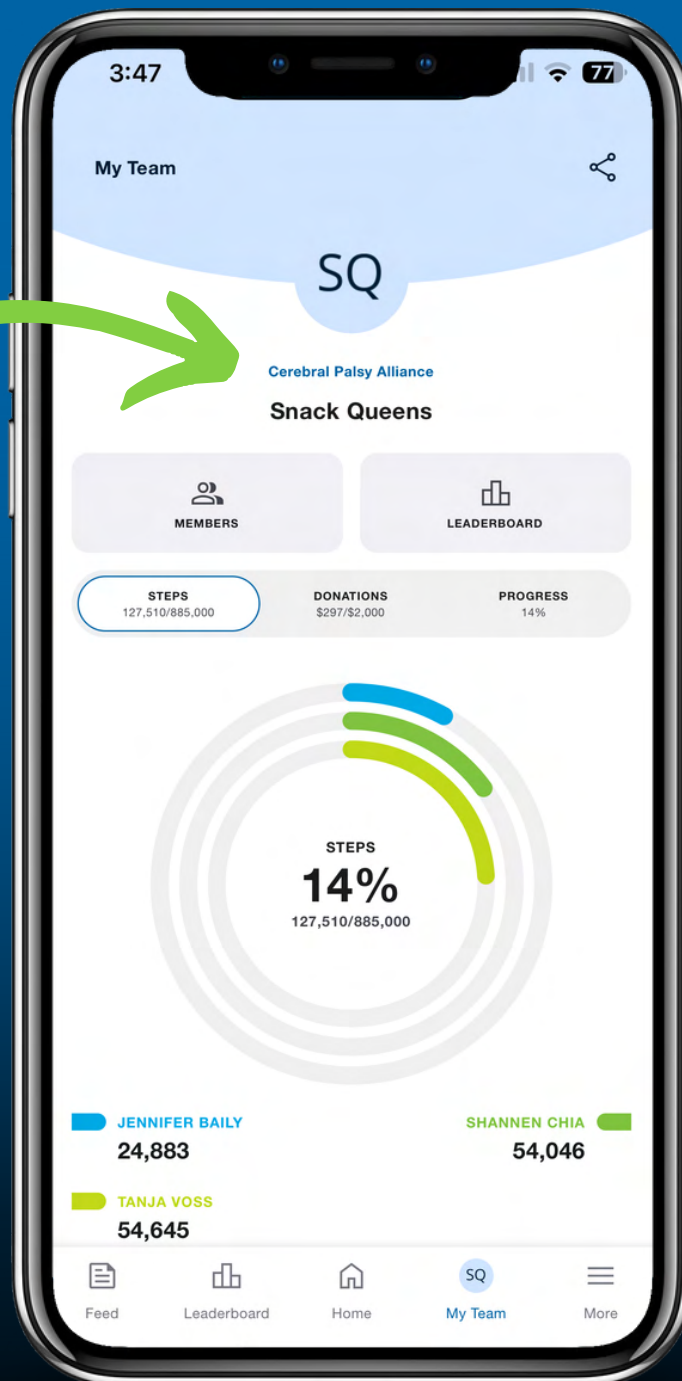 3:47
77
My Team
SQ
Cerebral Palsy Alliance
Snack Queens
MEMBERS
LEADERBOARD
STEPS
127,510/885,000
DONATIONS
$297/$2,000
PROGRESS
14%
STEPS
14%
127,510/885,000
JENNIFER BAILY
24,883
SHANNEN CHIA
54,046
TANJA VOSS
54,645
SQ
Feed
Leaderboard
Home
My Team
More